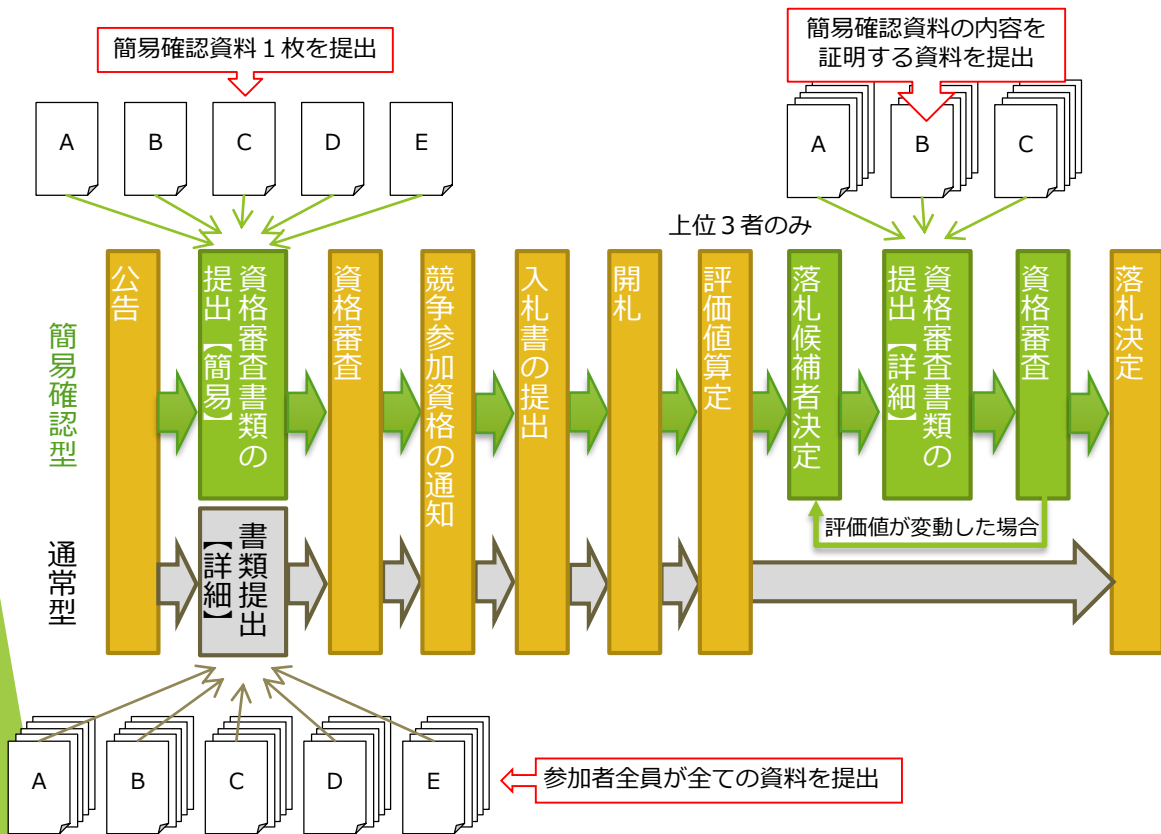 簡易確認資料１枚を提出
簡易確認資料の内容を
証明する資料を提出
A
B
C
D
E
A
B
C
上位３者のみ
簡易確認型
公告
資格審査書類の
提出【簡易】
資格審査
競争参加資格の通知
入札書の提出
開札
評価値算定
落札候補者決定
資格審査書類の
提出【詳細】
資格審査
落札決定
評価値が変動した場合
通常型
書類提出
【詳細】
A
B
C
D
E
参加者全員が全ての資料を提出